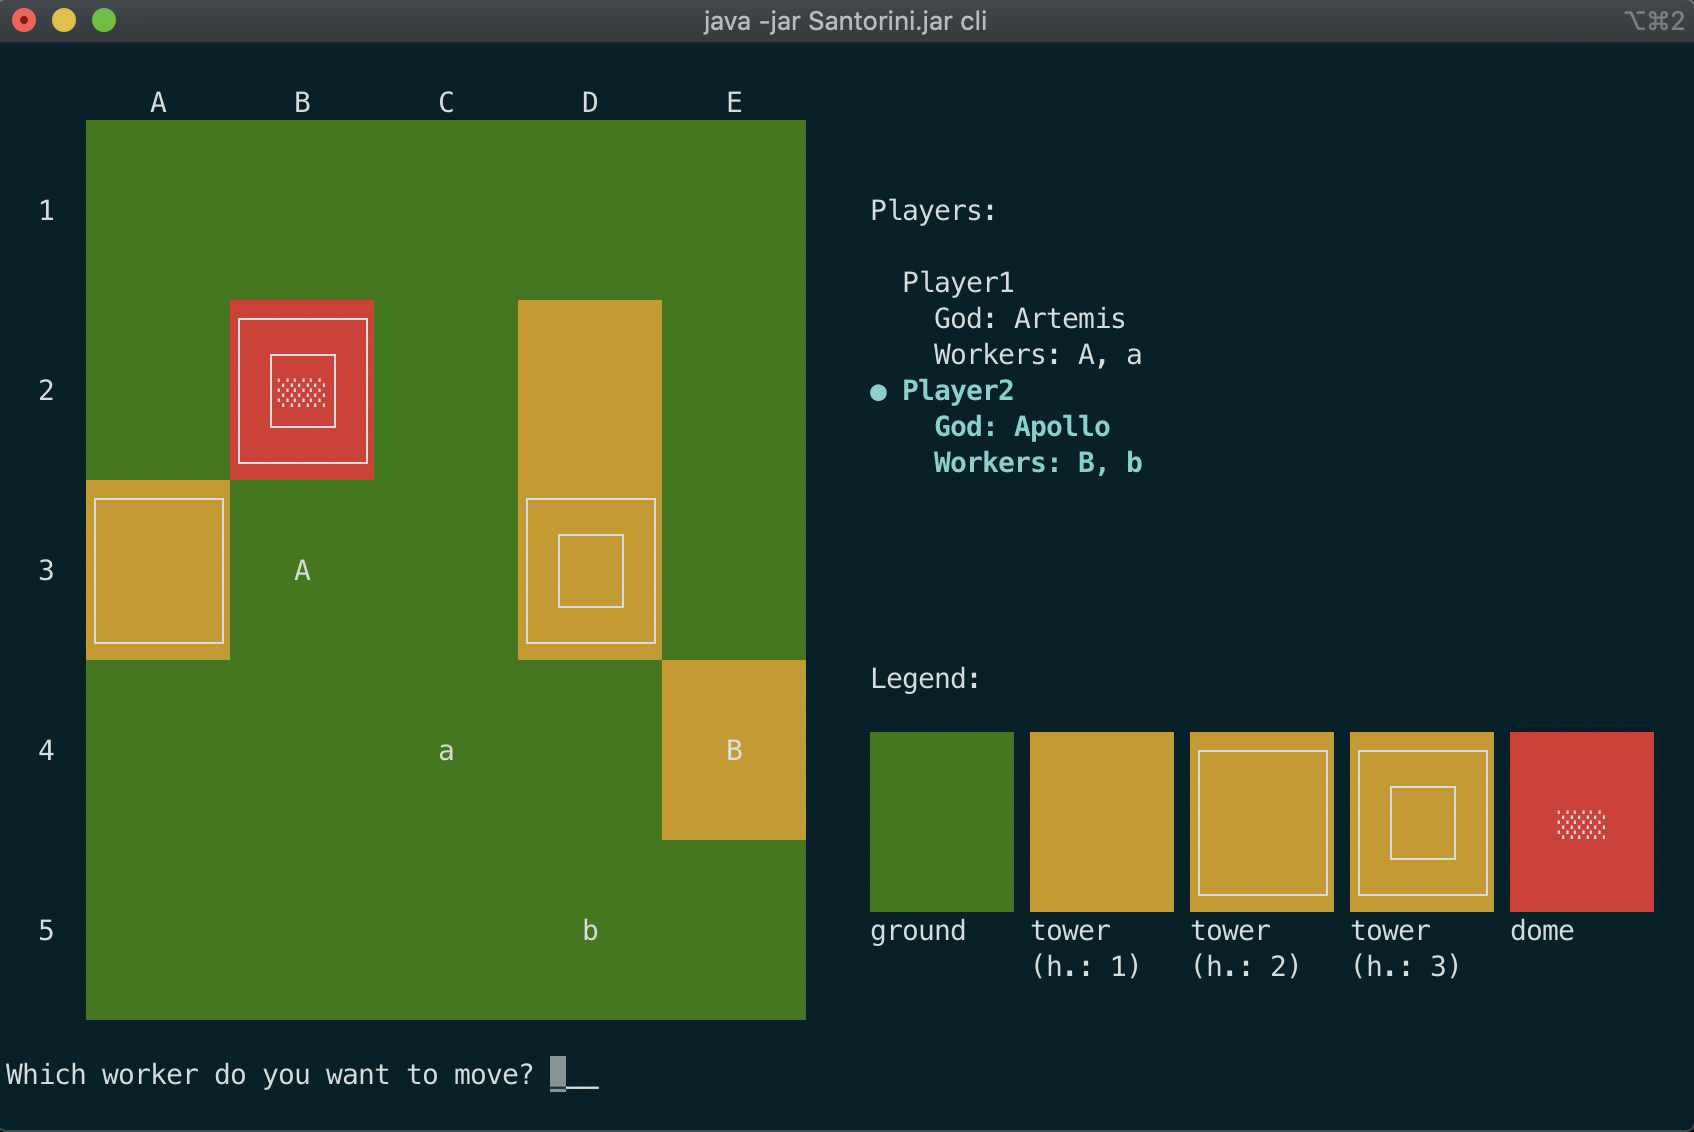 java -jar Santorini.jar cli
⌥⌘2
A B C D E
1
Players:
Player1
God: Artemis
Workers: A, a
2
● Player2
God: Apollo
Workers: B, b
3
A
Legend:
4
a
B
5
b
ground
tower
(h.: 1)
tower
(h.: 2)
tower
(h.: 3)
dome
Which worker do you want to move? ___